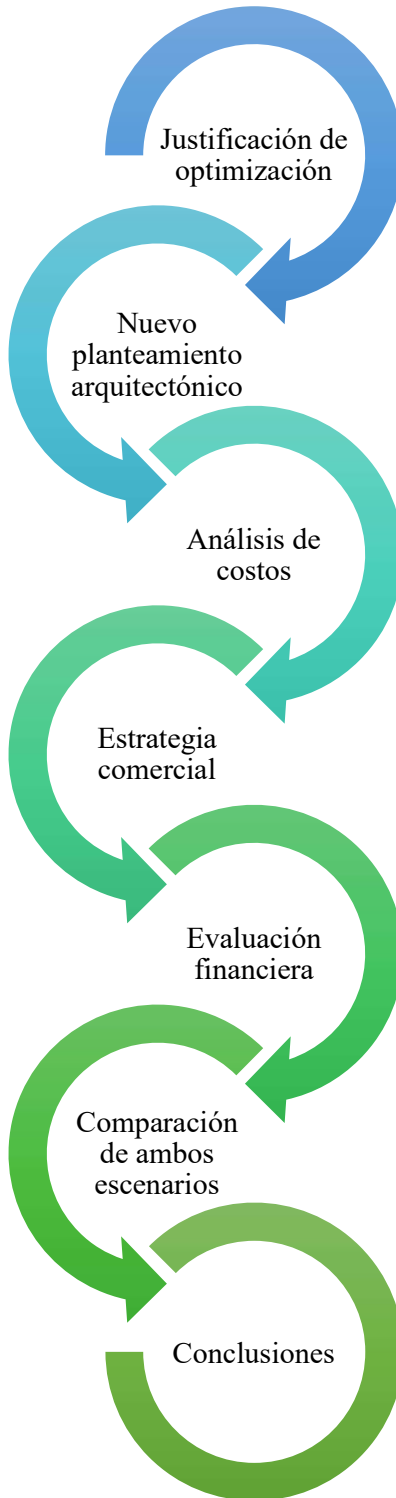 Justificación de
optimización
Nuevo
planteamiento
arquitectónico
Análisis de
costos
Estrategia
comercial
Evaluación
financiera
Comparación
de ambos
escenarios
Conclusiones